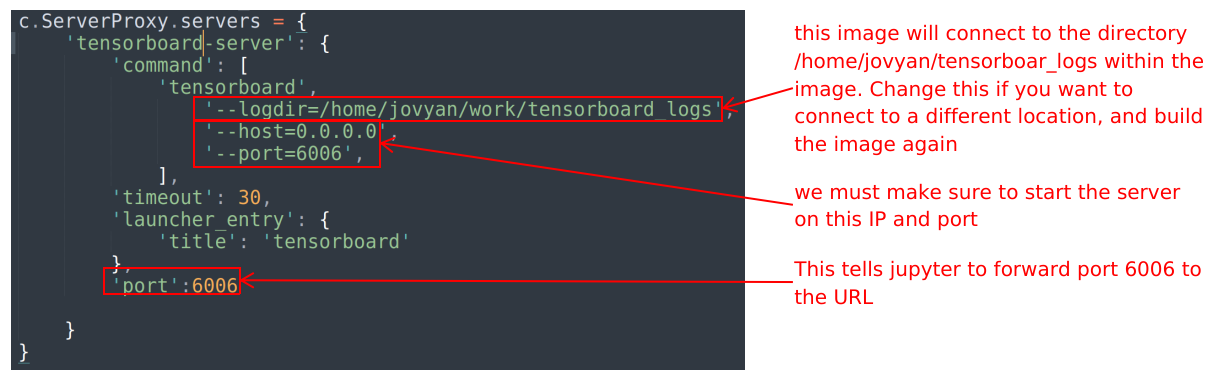 c.ServerProxy.servers = {
'tensorboard-server': {
'command': [
'tensorboard',
'--logdir=/home/jovyan/work/tensorboard_logs',
'--host=0.0.0.0',
'--port=6006',
],
'timeout': 30,
'launcher_entry': {
'title': 'tensorboard'
},
'port':6006
}
}
this image will connect to the directory
/home/jovyan/tensorboar_logs within the
image. Change this if you want to
connect to a different location, and build
the image again
we must make sure to start the server
on this IP and port
This tells jupyter to forward port 6006 to
the URL